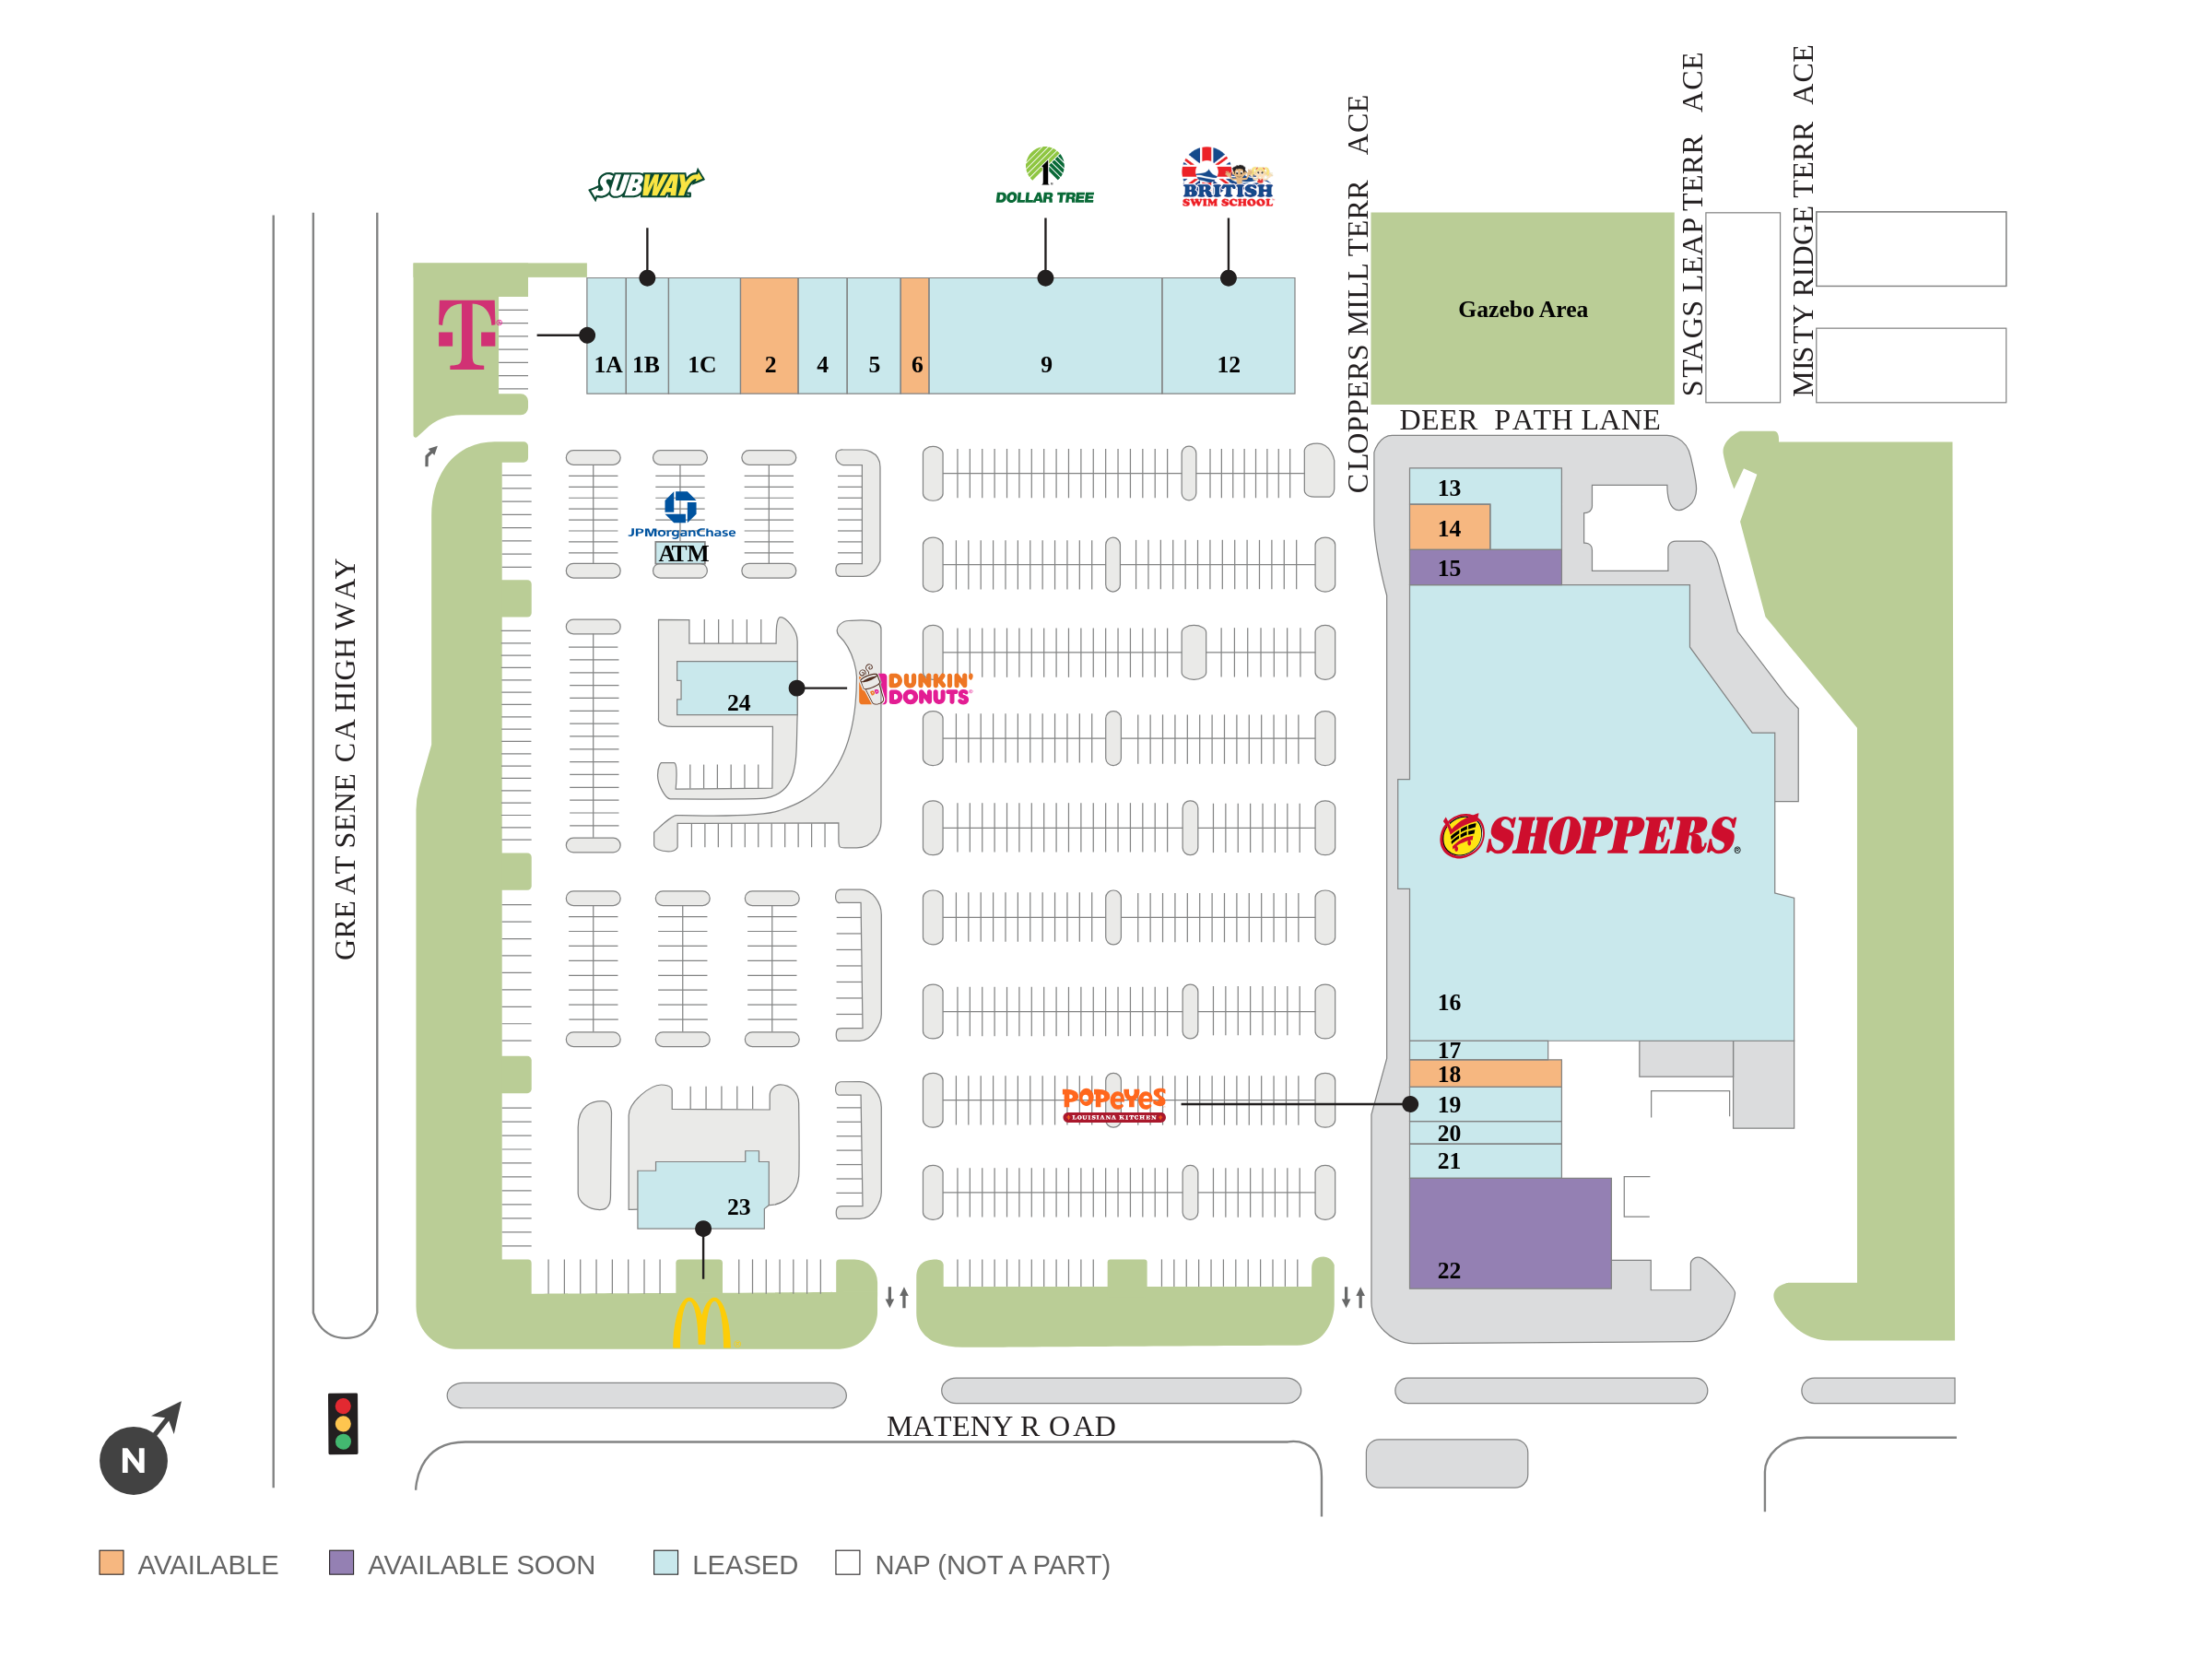 SUBWAY
1
DOLLAR TREE
BRITISH
SWIM SCHOOL
CLOPPERS MILL TERR ACE
STAGS LEAP TERR ACE
MISTY RIDGE TERR ACE
Gazebo Area
T
1A 1B 1C 2 4 5 6 9 12
DEER PATH LANE
13
14
15
JPMorganChase
ATM
GRE AT SENE CA HIGH WAY
24
DUNKIN'
DONUTS
DD
SHOPPERS®
16
17
18
19
20
21
22
POPEYES
LOUISIANA KITCHEN
23
MATENY R OAD
N
AVAILABLE
AVAILABLE SOON
LEASED
NAP (NOT A PART)